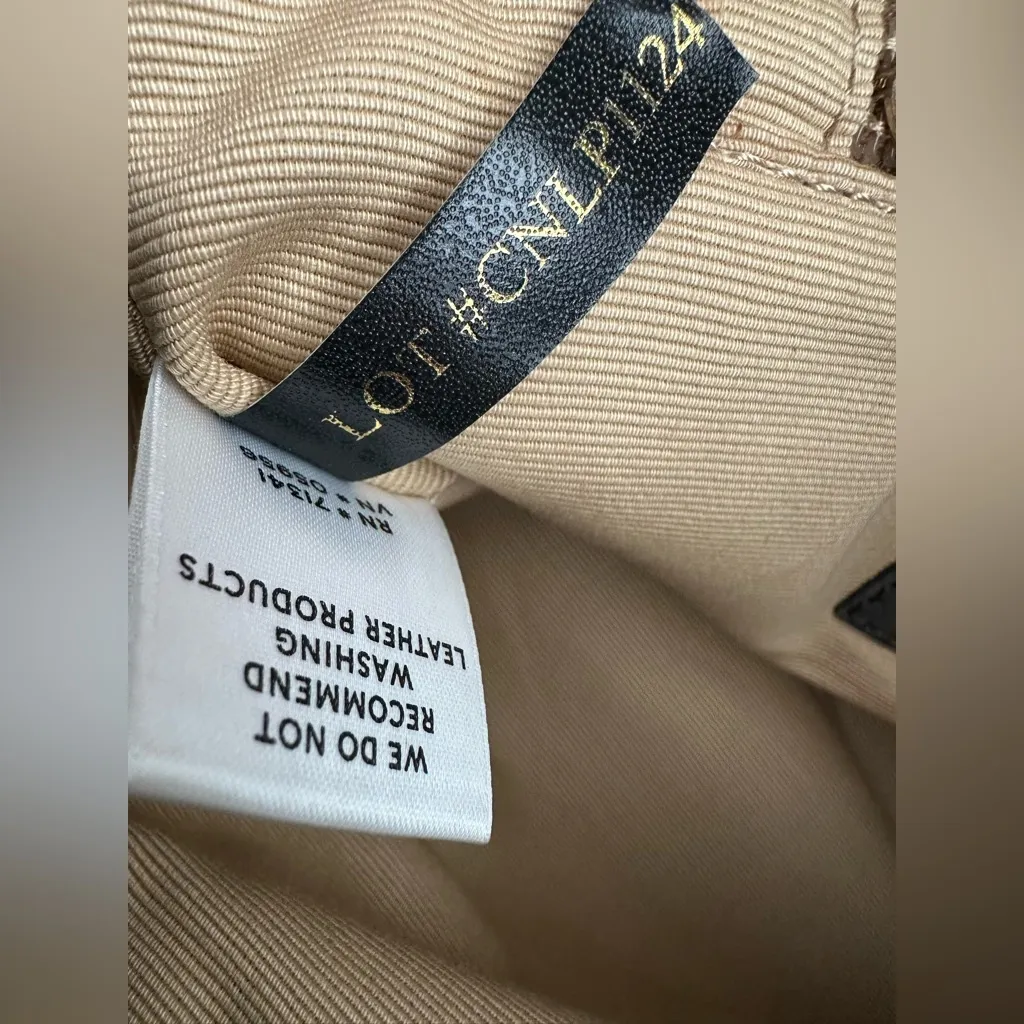 LOT #CNLP1124
WE DO NOT
RECOMMEND
WASHING
LEATHER PRODUCTS
RN * 71341
VN * 05956